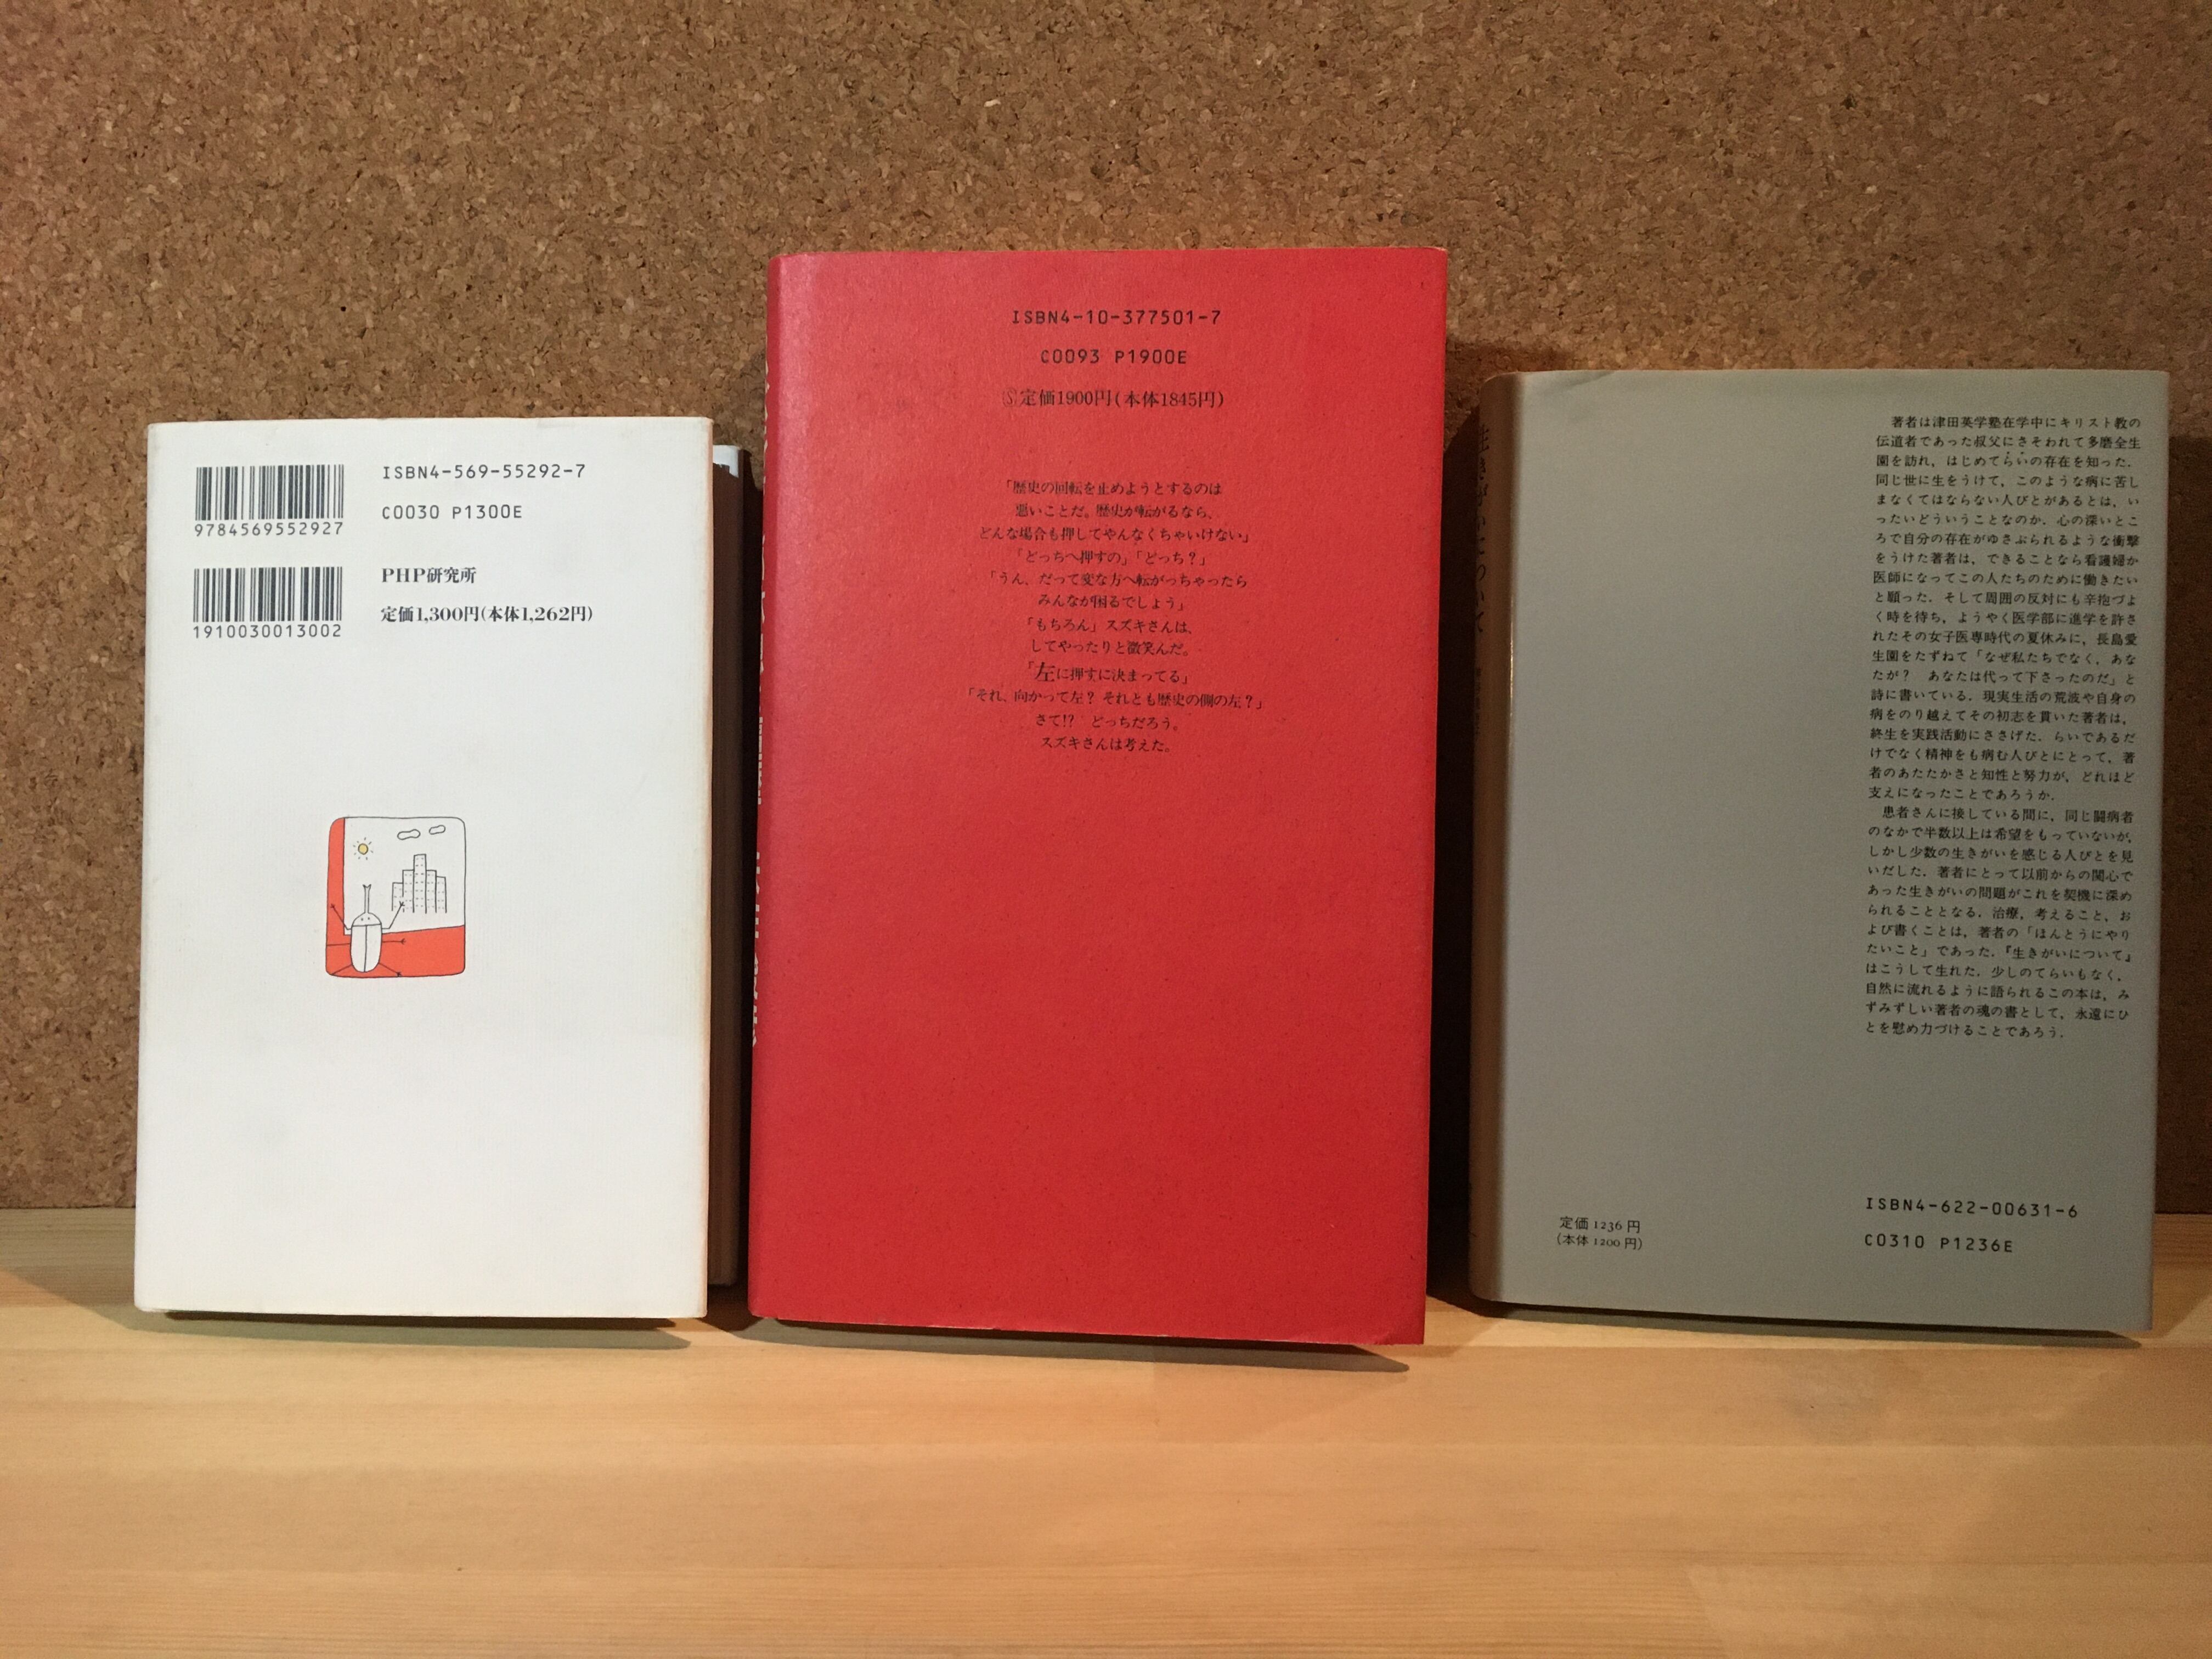 ISBN4-569-55292-7
9784569552927
C0030 P1300E
PHP研究所
1910030013002
定価1,300円(本体1,262円)
ISBN4-10-377501-7
C0093 P1900E
Ⓢ定価1900円(本体1845円)
「歴史の回転を止めようとするのは
悪いことだ。歴史が転がるなら、
どんな場合も押してやんなくちゃいけない」
「どっちへ押すの」「どっち？」
「うん、だって変な方へ転がっちゃったら
みんなが困るでしょう」
「もちろん」スズキさんは、
してやったりと微笑んだ。
「左に押すに決まってる」
「それ、向かって左？ それとも歴史の側の左？」
さて!? どっちだろう。
スズキさんは考えた。
生きがいについて
著者は津田英学塾在学中にキリスト教の
伝道者であった叔父にさそわれて多磨全生
園を訪れ，はじめてらいの存在を知った．
同じ世に生をうけて，このような病に苦し
まなくてはならない人びとがあるとは，い
ったいどういうことなのか．心の深いとこ
ろで自分の存在がゆさぶられるような衝撃
をうけた著者は，できることなら看護婦か
医師になってこの人たちのために働きたい
と願った．そして周囲の反対にも辛抱づよ
く時を待ち，ようやく医学部に進学を許さ
れたその女子医専時代の夏休みに，長島愛
生園をたずねて「なぜ私たちでなく，あな
たが？ あなたは代って下さったのだ」と
詩に書いている．現実生活の荒波や自身の
病をのり越えてその初志を貫いた著者は，
終生を実践活動にささげた．らいであるだ
けでなく精神をも病む人びとにとって，著
者のあたたかさと知性と努力が，どれほど
支えになったことであろうか．
患者さんに接している間に，同じ闘病者
のなかで半数以上は希望をもっていないが，
しかし少数の生きがいを感じる人びとを見
いだした．著者にとって以前からの関心で
あった生きがいの問題がこれを契機に深め
られることとなる．治療，考えること，お
よび書くことは，著者の「ほんとうにやり
たいこと」であった．『生きがいについて』
はこうして生れた．少しのてらいもなく，
自然に流れるように語られるこの本は，み
ずみずしい著者の魂の書として，永遠にひ
とを慰め力づけることであろう．
定価 1236 円
(本体 1200 円)
ISBN4-622-00631-6
C0310 P1236E